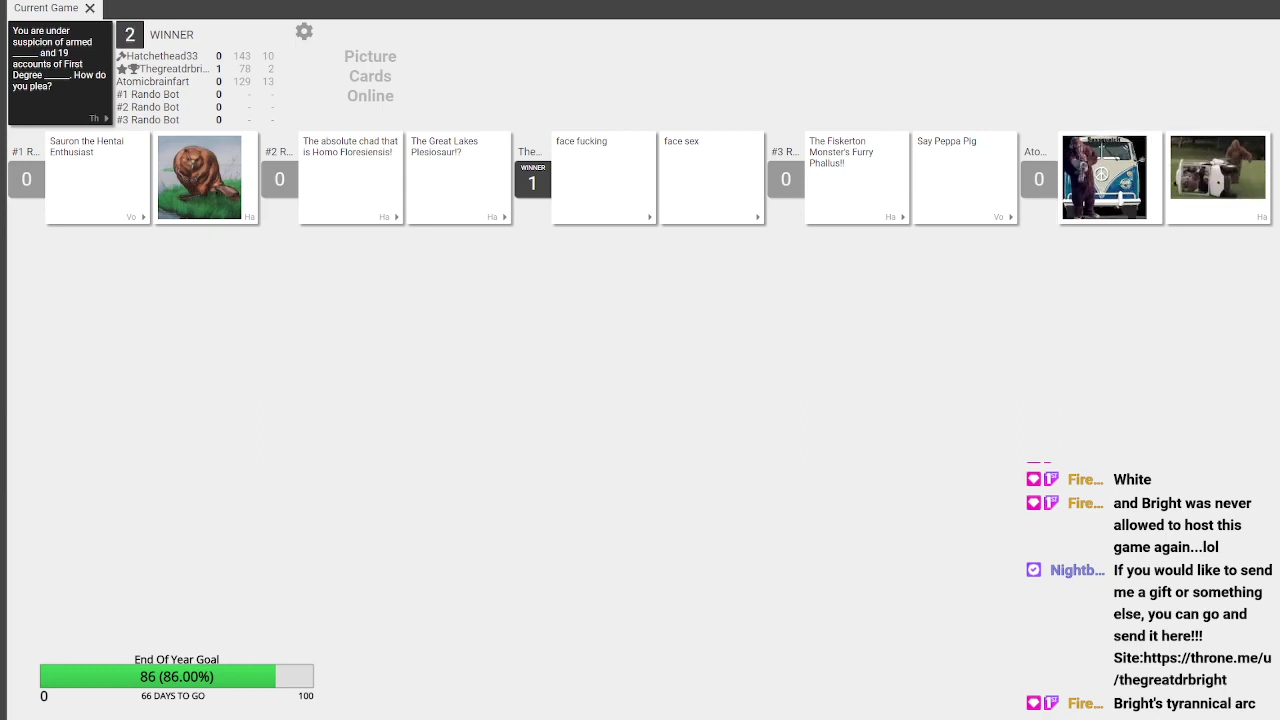 Current Game
You are under
suspicion of armed
_____ and 19
accounts of First
Degree _____. How do
you plea?
Th
2 WINNER
Hatchethead33 0 143 10
Thegreatdrbri... 1 78 2
Atomicbrainfart 0 129 13
#1 Rando Bot 0 - -
#2 Rando Bot 0 - -
#3 Rando Bot 0 - -
Picture
Cards
Online
#1 R...
0
Sauron the Hentai
Enthusiast
Vo
Ha
#2 R...
0
The absolute chad that
is Homo Floresiensis!
Ha
The Great Lakes
Plesiosaur!?
Ha
The...
WINNER
1
face fucking
face sex
#3 R...
0
The Fiskerton
Monster's Furry
Phallus!!
Ha
Say Peppa Pig
Vo
Ato...
0
Ha
Fire... White
Fire... and Bright was never
allowed to host this
game again...lol
Nightb... If you would like to send
me a gift or something
else, you can go and
send it here!!!
Site:https://throne.me/u
/thegreatdrbright
Fire... Bright's tyrannical arc
End Of Year Goal
86 (86.00%)
0 66 DAYS TO GO 100